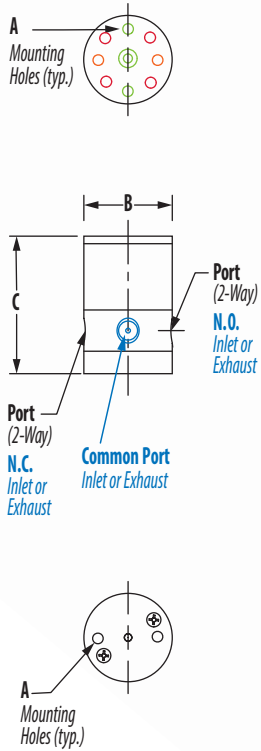 A
Mounting
Holes (typ.)
B
C
Port
(2-Way)
N.O.
Inlet or
Exhaust
Port
(2-Way)
N.C.
Inlet or
Exhaust
Common Port
Inlet or Exhaust
A
Mounting
Holes (typ.)